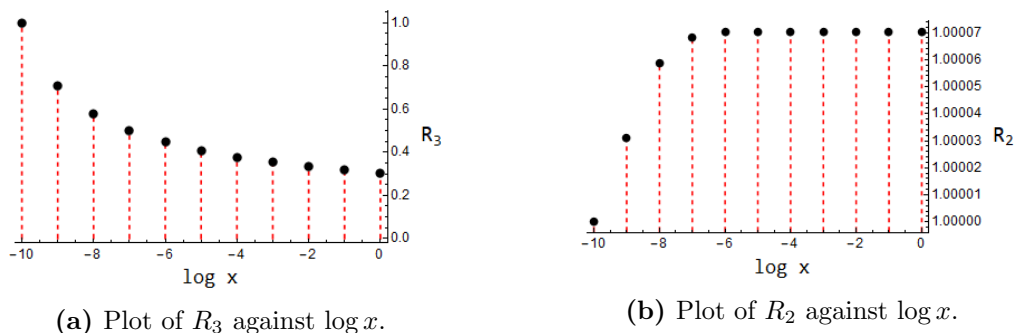 1.0
0.8
0.6
R3
0.4
0.2
0.0
-10 -8 -6 -4 -2 0
log x
(a) Plot of R3 against log x.
1.00007
1.00006
1.00005
1.00004
1.00003 R2
1.00002
1.00001
1.00000
-10 -8 -6 -4 -2 0
log x
(b) Plot of R2 against log x.